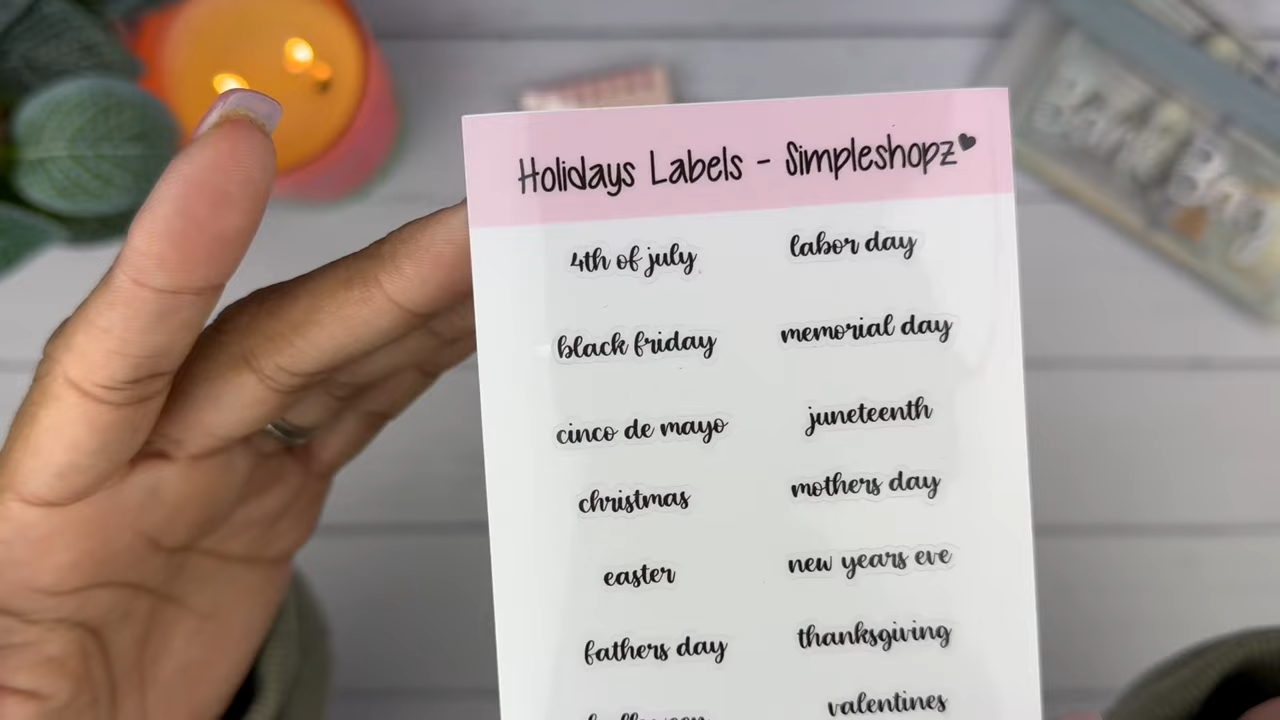 Holidays Labels - Simpleshopz
4th of july
labor day
black friday
memorial day
cinco de mayo
juneteenth
christmas
mothers day
easter
new years eve
fathers day
thanksgiving
halloween
valentines